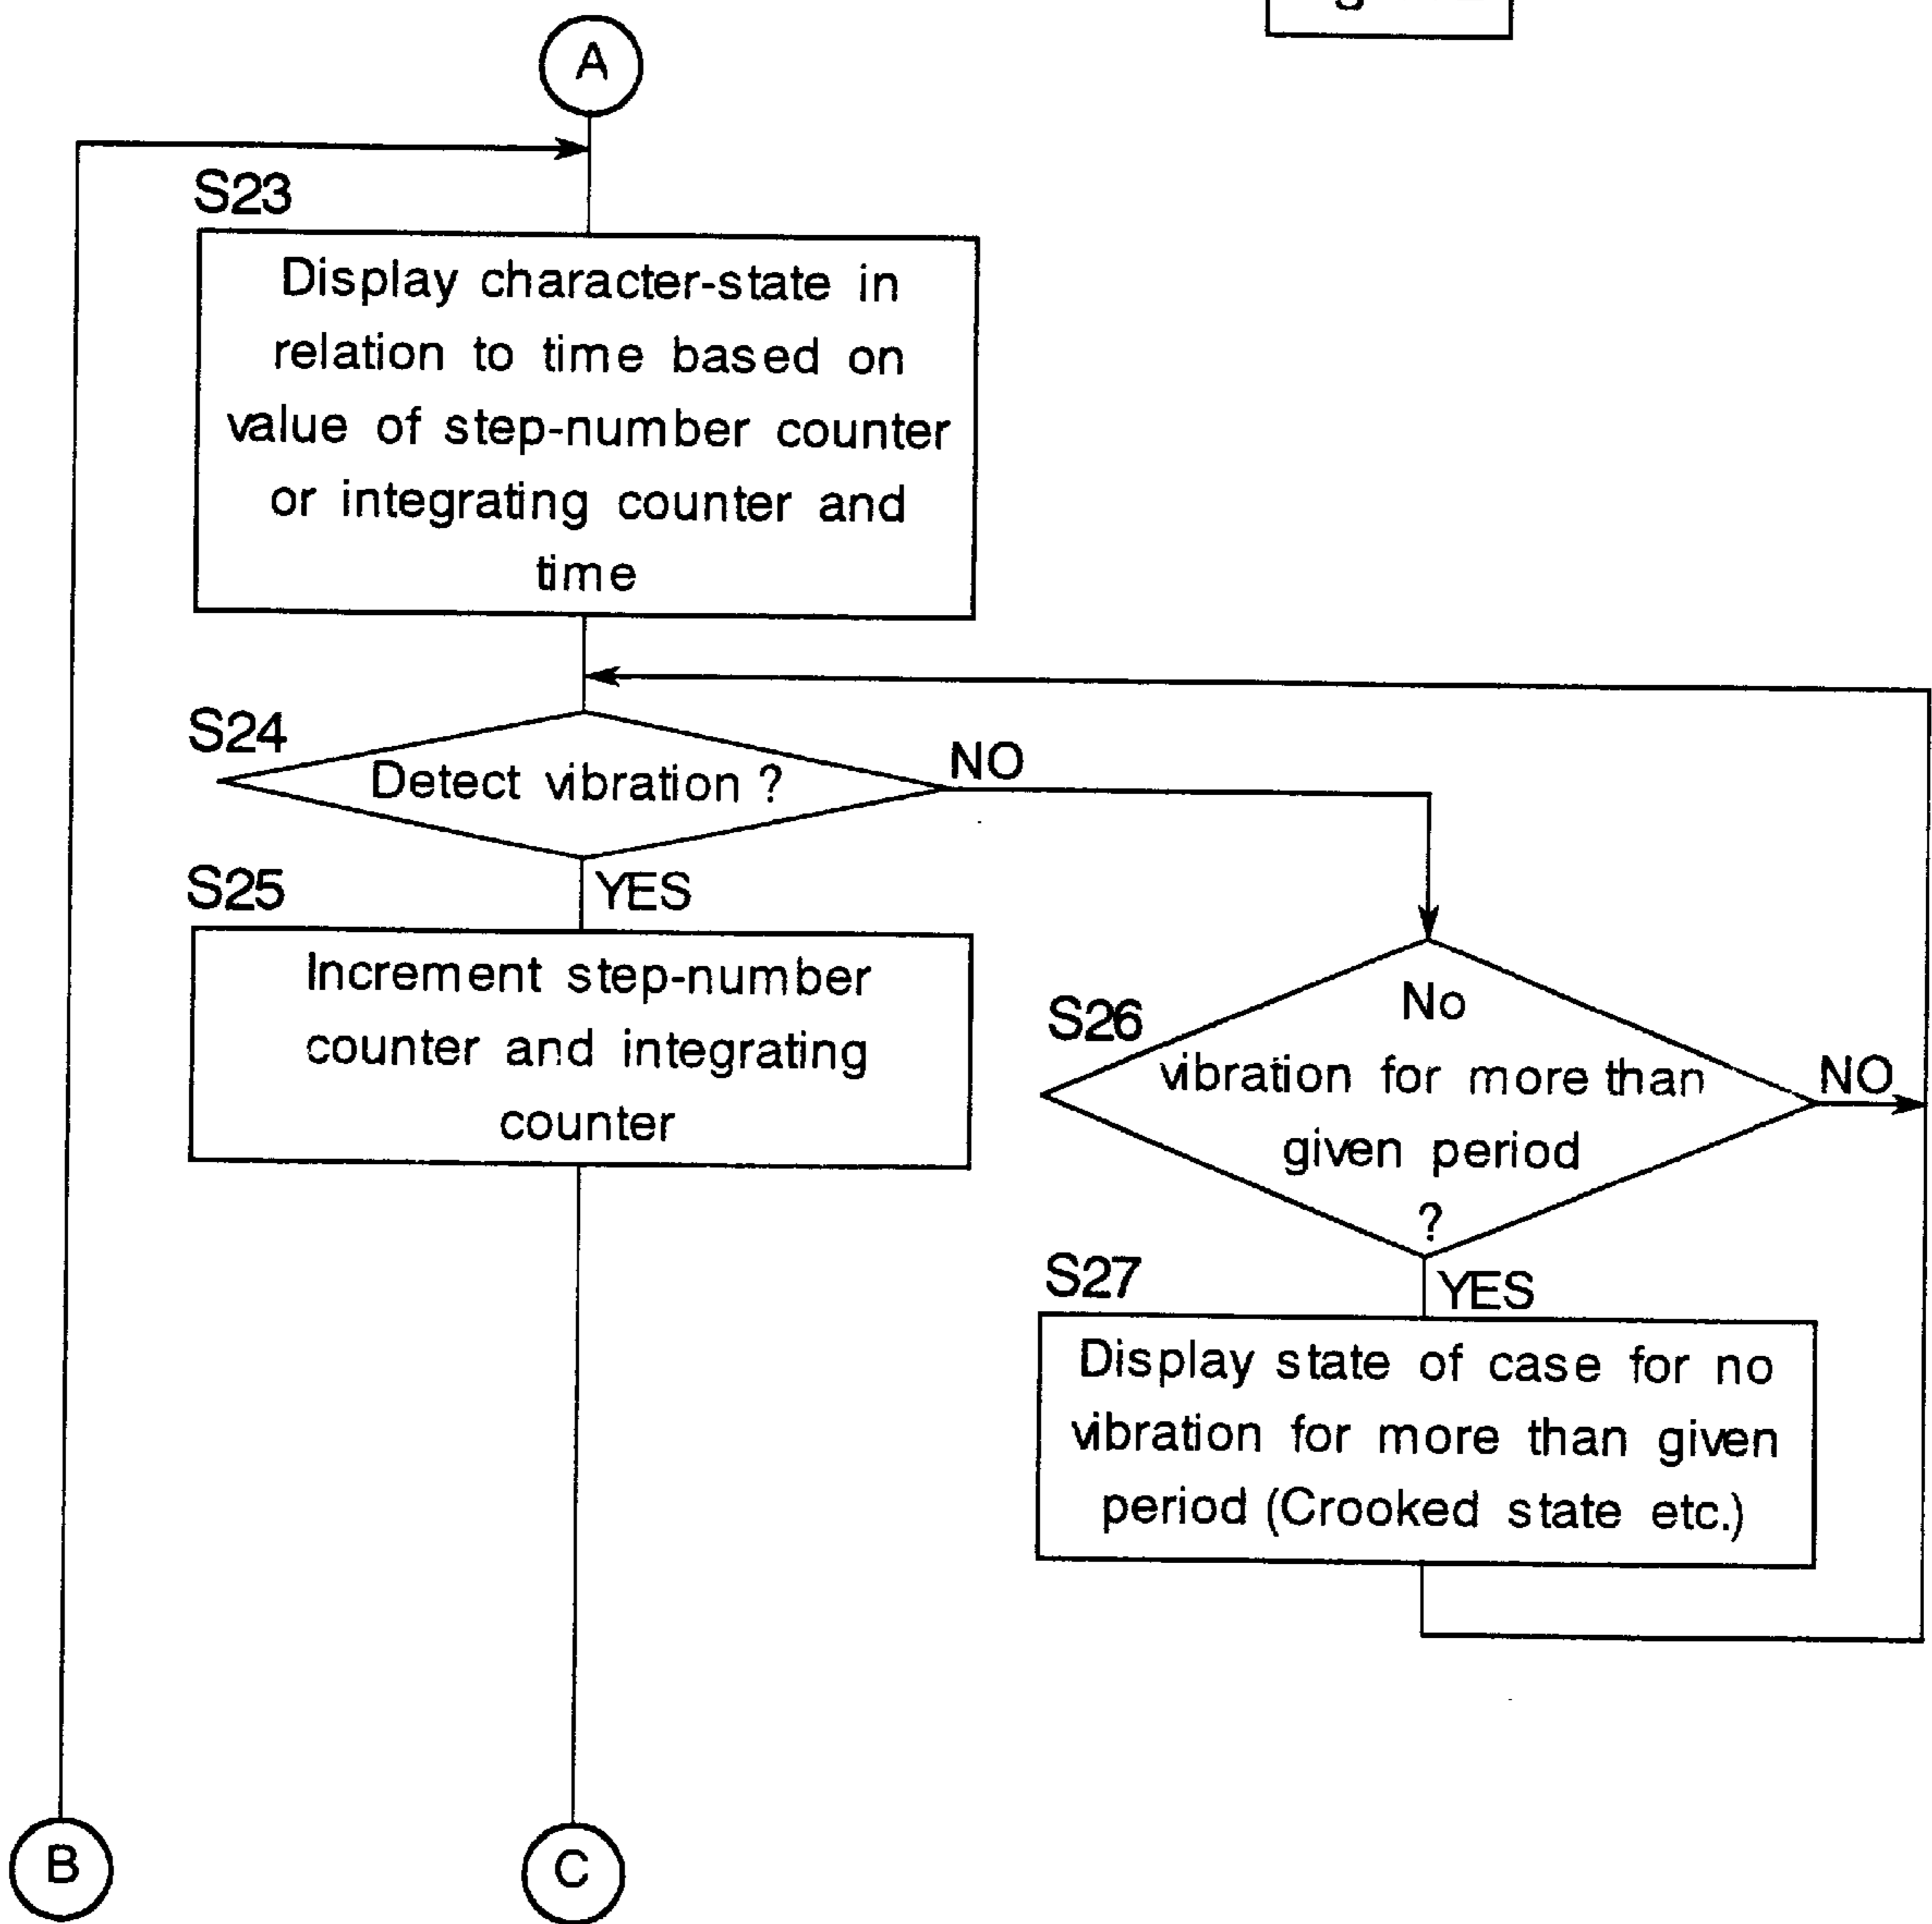 A
S23
Display character-state in
relation to time based on
value of step-number counter
or integrating counter and
time
S24
Detect vibration ?
NO
YES
S25
Increment step-number
counter and integrating
counter
S26
No
vibration for more than
given period
?
NO
YES
S27
Display state of case for no
vibration for more than given
period (Crooked state etc.)
B
C